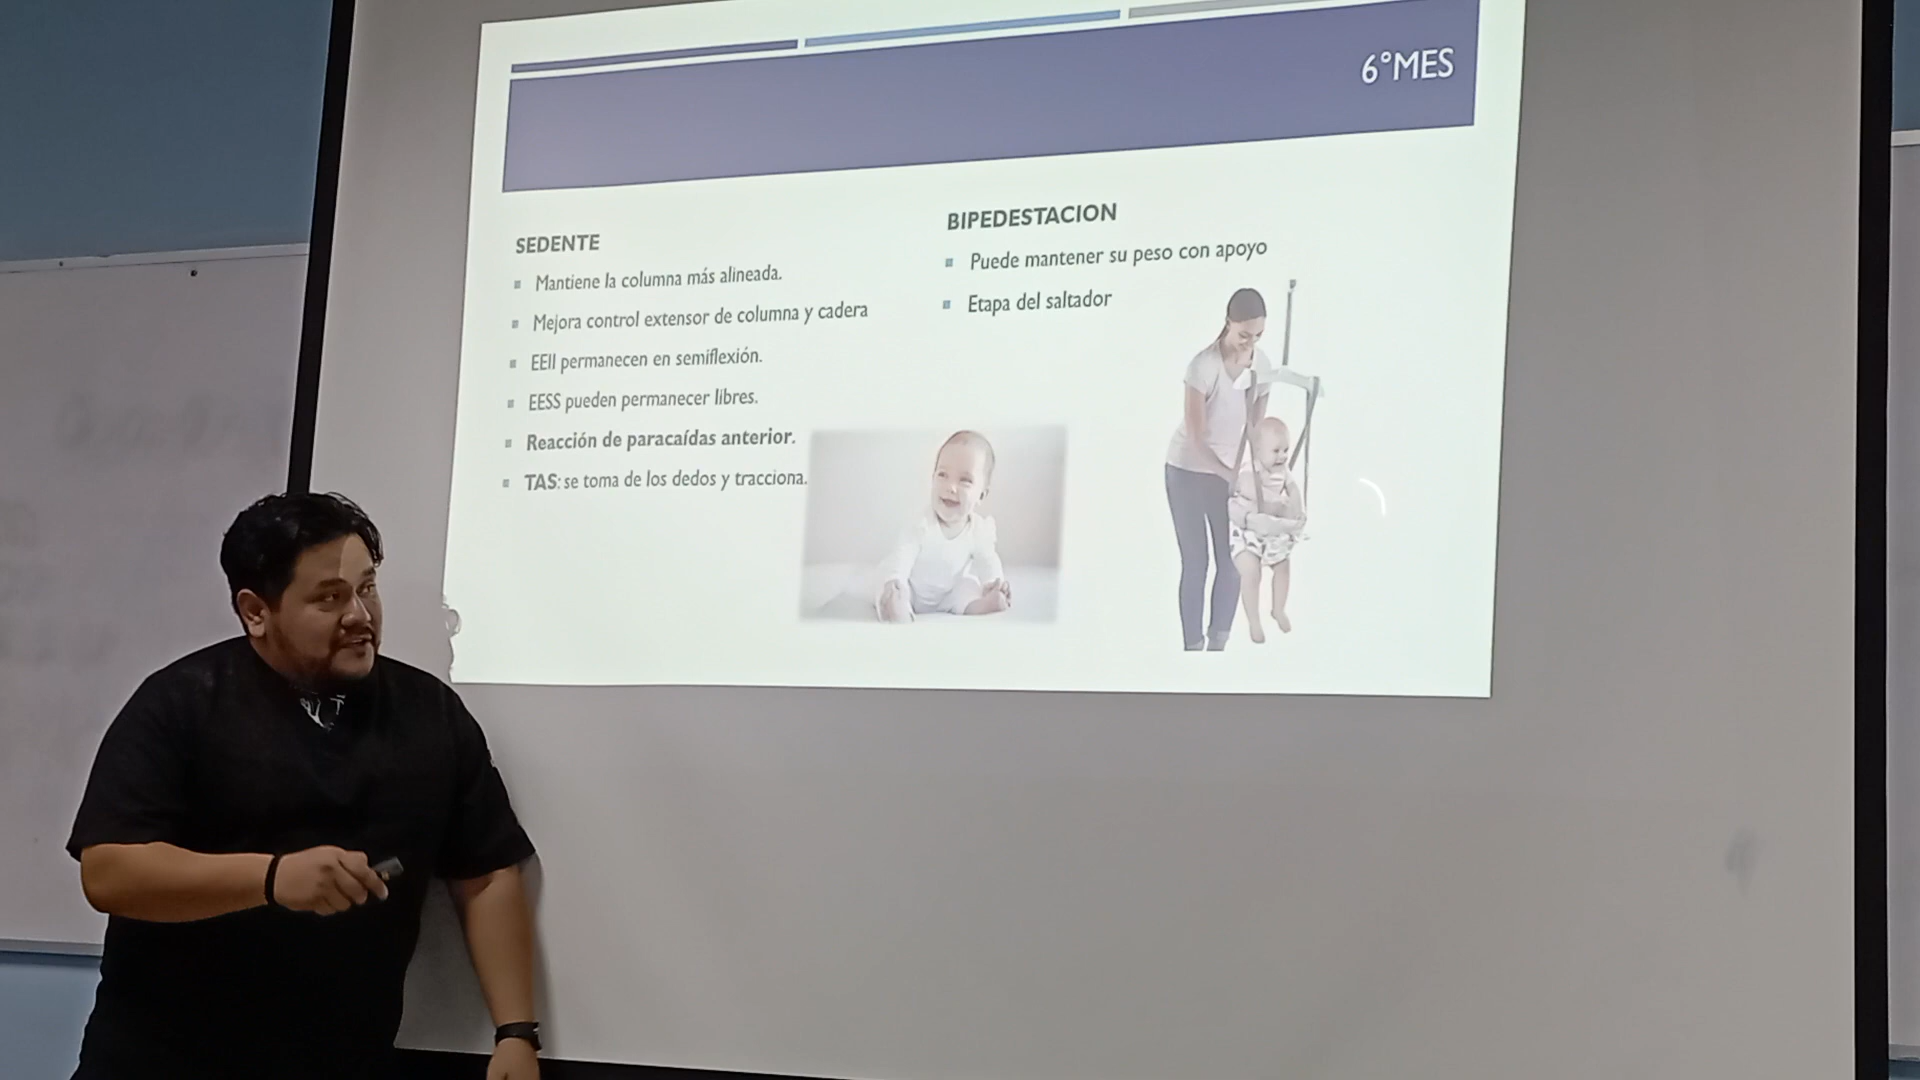 6°MES
SEDENTE
Mantiene la columna más alineada.
Mejora control extensor de columna y cadera
EEII permanecen en semiflexión.
EESS pueden permanecer libres.
Reacción de paracaídas anterior.
TAS: se toma de los dedos y tracciona.
BIPEDESTACION
Puede mantener su peso con apoyo
Etapa del saltador